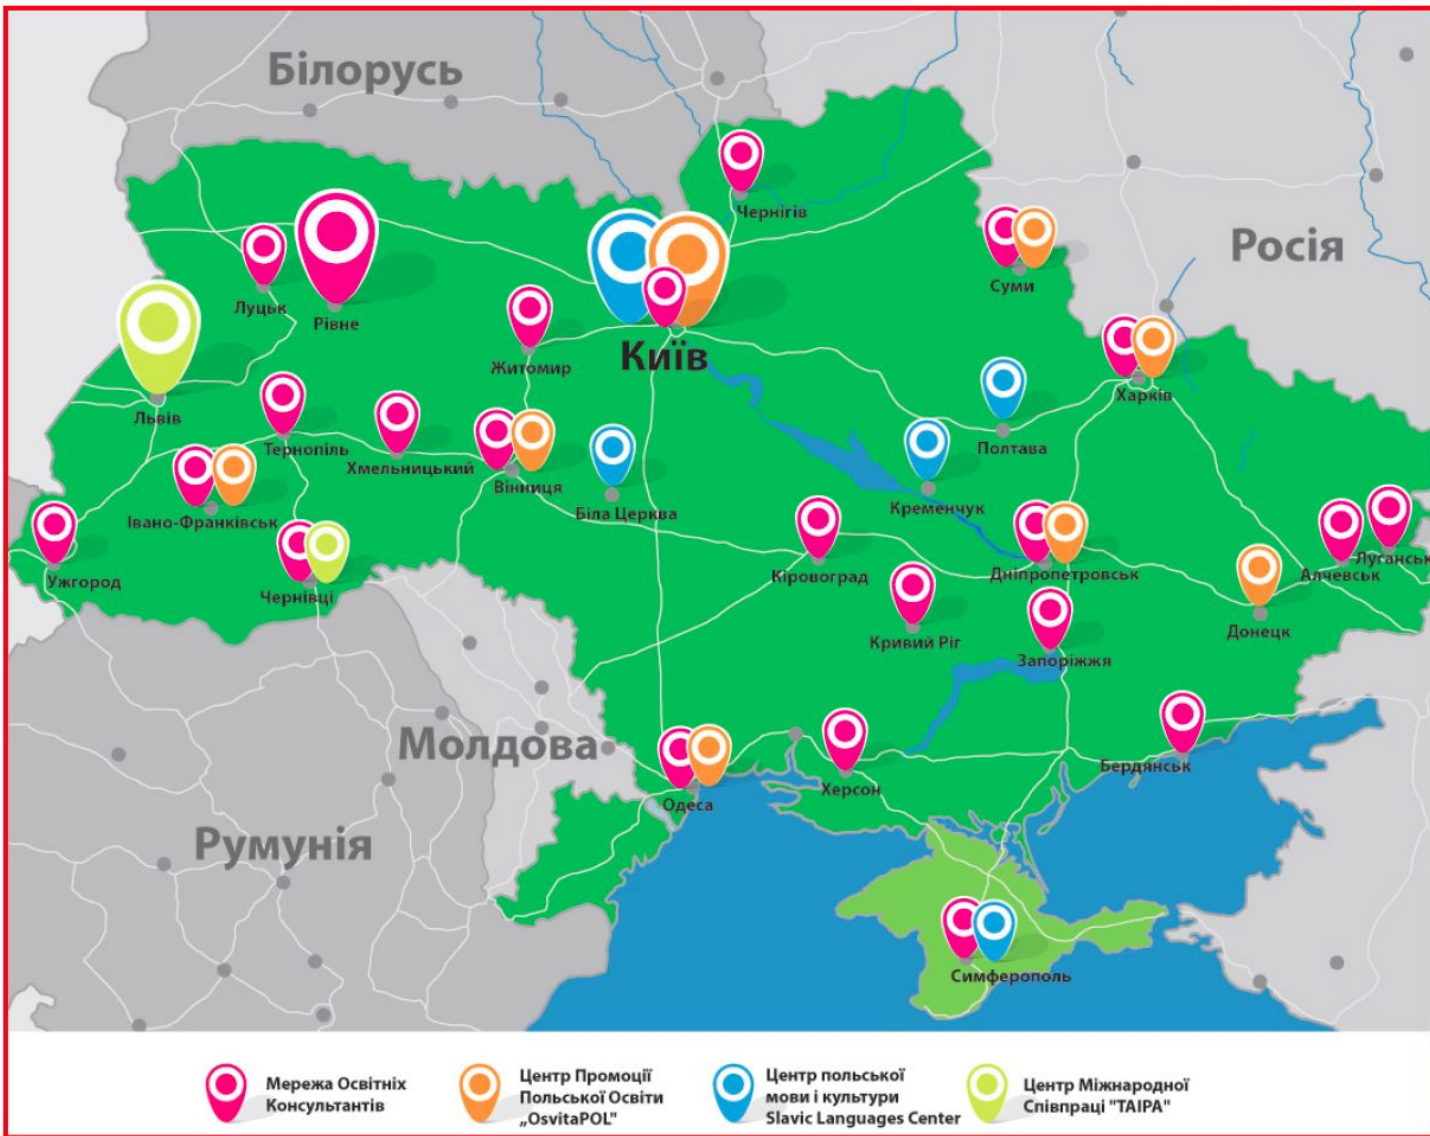 Білорусь
Чернігів
Росія
Суми
Луцьк
Рівне
Житомир
Київ
Харків
Львів
Тернопіль
Хмельницький
Вінниця
Біла Церква
Полтава
Кременчук
Івано-Франківськ
Ужгород
Чернівці
Кіровоград
Дніпропетровськ
Алчевськ
Луганськ
Кривий Ріг
Запоріжжя
Донецк
Молдова
Одеса
Херсон
Бердянськ
Румунія
Симферополь
Мережа Освітніх
Консультантів
Центр Промоції
Польської Освіти
„OsvitaPOL"
Центр польської
мови і культури
Slavic Languages Center
Центр Міжнародної
Співпраці "ТАІРА"